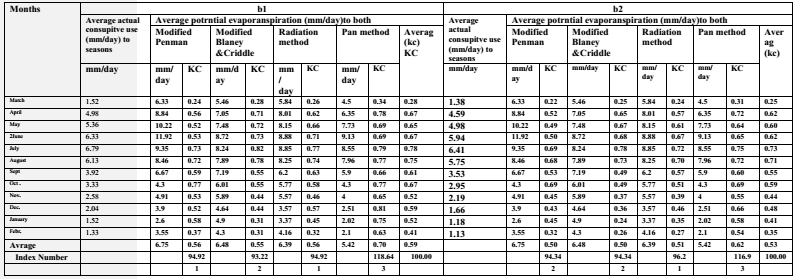 Months b1 b2
Average actual consupitve use (mm/day) to seasons Average potrntial evaporanspiration (mm/day)to both Average actual consupitve use (mm/day) to seasons Average potrntial evaporanspiration (mm/day)to both
Modified Penman Modified Blaney &Criddle Radiation method Pan method Averag (kc) KC Modified Penman Modified Blaney &Criddle Radiation method Pan method Aver ag (kc)
mm/day mm/ day KC mm/d ay KC mm / day KC mm/ day KC mm/day mm/d ay KC mm/day KC mm/ day KC mm/ day KC
March 1.52 6.33 0.24 5.46 0.28 5.84 0.26 4.5 0.34 0.28 1.38 6.33 0.22 5.46 0.25 5.84 0.24 4.5 0.31 0.25
April 4.98 8.84 0.56 7.05 0.71 8.01 0.62 6.35 0.78 0.67 4.59 8.84 0.52 7.05 0.65 8.01 0.57 6.35 0.72 0.62
May 5.36 10.22 0.52 7.48 0.72 8.15 0.66 7.73 0.69 0.65 4.98 10.22 0.49 7.48 0.67 8.15 0.61 7.73 0.64 0.60
2June 6.33 11.92 0.53 8.72 0.73 8.88 0.71 9.13 0.69 0.67 5.94 11.92 0.50 8.72 0.68 8.88 0.67 9.13 0.65 0.62
July 6.79 9.35 0.73 8.24 0.82 8.85 0.77 8.55 0.79 0.78 6.41 9.35 0.69 8.24 0.78 8.85 0.72 8.55 0.75 0.73
August 6.13 8.46 0.72 7.89 0.78 8.25 0.74 7.96 0.77 0.75 5.75 8.46 0.68 7.89 0.73 8.25 0.70 7.96 0.72 0.71
Sept 3.92 6.67 0.59 7.19 0.55 6.2 0.63 5.9 0.66 0.61 3.53 6.67 0.53 7.19 0.49 6.2 0.57 5.9 0.60 0.55
Oct . 3.33 4.3 0.77 6.01 0.55 5.77 0.58 4.3 0.77 0.67 2.95 4.3 0.69 6.01 0.49 5.77 0.51 4.3 0.69 0.59
Nov. 2.58 4.91 0.53 5.89 0.44 5.57 0.46 4 0.65 0.52 2.19 4.91 0.45 5.89 0.37 5.57 0.39 4 0.55 0.44
Dec. 2.04 3.9 0.52 4.64 0.44 3.57 0.57 2.51 0.81 0.59 1.66 3.9 0.43 4.64 0.36 3.57 0.46 2.51 0.66 0.48
January 1.52 2.6 0.58 4.9 0.31 3.37 0.45 2.02 0.75 0.52 1.18 2.6 0.45 4.9 0.24 3.37 0.35 2.02 0.58 0.41
Febr. 1.33 3.55 0.37 4.3 0.31 4.16 0.32 2.1 0.63 0.41 1.13 3.55 0.32 4.3 0.26 4.16 0.27 2.1 0.54 0.35
Avrage 6.75 0.56 6.48 0.55 6.39 0.56 5.42 0.70 0.59 6.75 0.50 6.48 0.50 6.39 0.51 5.42 0.62 0.53
Index Number 94.92 93.22 94.92 118.64 100.00 94.34 94.34 96.2 116.9 100.00
1 2 1 3 2 2 1 3